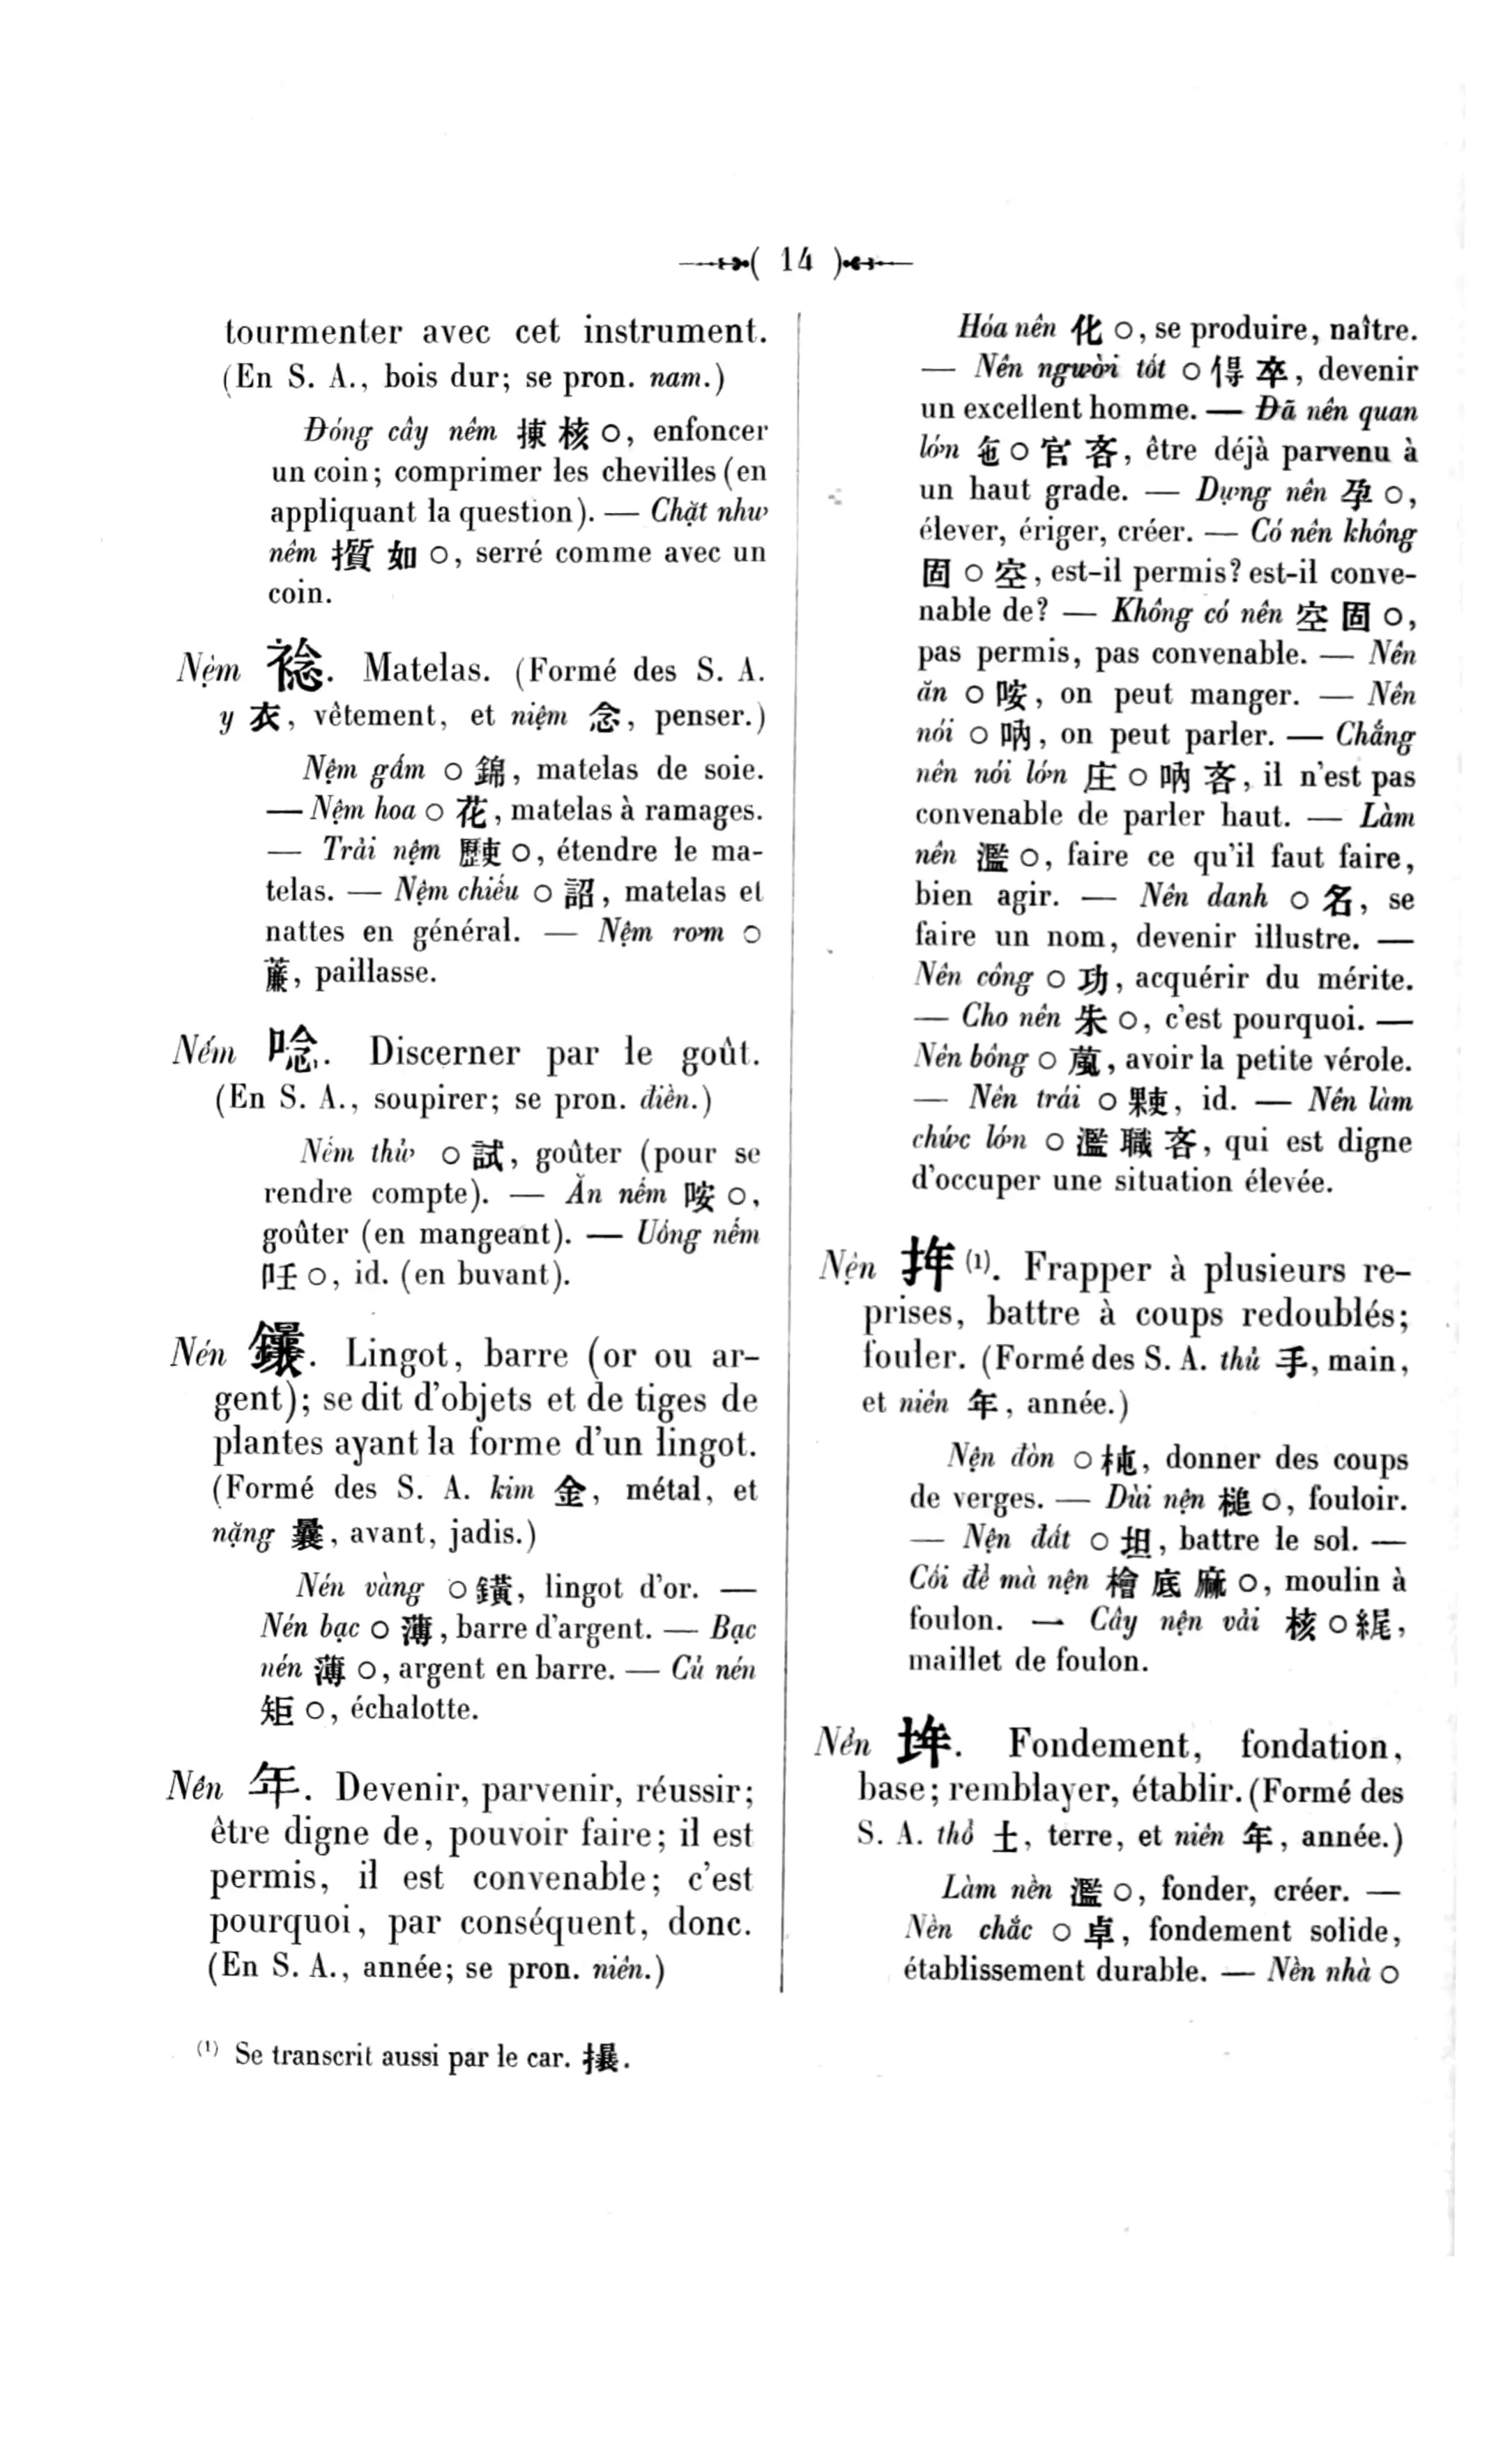 ( 14 )
tourmenter avec cet instrument.
(En S. A., bois dur; se pron. nam.)
Đóng cây nêm 揀 核 ○, enfoncer
un coin; comprimer les chevilles (en
appliquant la question). — Chặt như
nêm 㩫 如 ○, serré comme avec un
coin.
Nệm 裣. Matelas. (Formé des S. A.
y 衣, vêtement, et niệm 念, penser.)
Nệm gấm ○ 錦, matelas de soie.
— Nệm hoa ○ 花, matelas à ramages.
— Trải nệm ○, étendre le ma-
telas. — Nệm chiếu ○ 詔, matelas et
nattes en général. — Nệm rơm ○
, paillasse.
Nếm 唸. Discerner par le goût.
(En S. A., soupirer; se pron. điền.)
Nếm thử ○ 試, goûter (pour se
rendre compte). — Ăn nếm 咹 ○,
goûter (en mangeant). — Uống nếm
㕵 ○, id. (en buvant).
Nén 鑲. Lingot, barre (or ou ar-
gent); se dit d'objets et de tiges de
plantes ayant la forme d'un lingot.
(Formé des S. A. kim 金, métal, et
nặng 曩, avant, jadis.)
Nén vàng ○ 鐄, lingot d'or. —
Nén bạc ○ 薄, barre d'argent. — Bạc
nén 薄 ○, argent en barre. — Củ nén
矩 ○, échalotte.
Nên 年. Devenir, parvenir, réussir;
être digne de, pouvoir faire; il est
permis, il est convenable; c'est
pourquoi, par conséquent, donc.
(En S. A., année; se pron. niên.)
Hóa nên 化 ○, se produire, naître.
— Nên người tốt ○ 㝵 卒, devenir
un excellent homme. — Đã nên quan
lớn ○ 官 吝, être déjà parvenu à
un haut grade. — Dựng nên 孕 ○,
élever, ériger, créer. — Có nên không
固 ○ 空, est-il permis? est-il conve-
nable de? — Không có nên 空 固 ○,
pas permis, pas convenable. — Nên
ăn ○ 咹, on peut manger. — Nên
nói ○ 吶, on peut parler. — Chẳng
nên nói lớn 庄 ○ 吶 吝, il n'est pas
convenable de parler haut. — Làm
nên 濫 ○, faire ce qu'il faut faire,
bien agir. — Nên danh ○ 名, se
faire un nom, devenir illustre. —
Nên công ○ 功, acquérir du mérite.
— Cho nên 朱 ○, c'est pourquoi. —
Nên bông ○, avoir la petite vérole.
— Nên trái ○, id. — Nên làm
chức lớn ○ 濫 職 吝, qui est digne
d'occuper une situation élevée.
Nện (1). Frapper à plusieurs re-
prises, battre à coups redoublés;
fouler. (Formé des S. A. thủ 手, main,
et niên 年, année.)
Nện đòn ○ 杶, donner des coups
de verges. — Dùi nện 槌 ○, fouloir.
— Nện đất ○ 坦, battre le sol. —
Cối để mà nện 檜 底 麻 ○, moulin à
foulon. — Cây nện vải 核 ○ 䋦,
maillet de foulon.
Nền. Fondement, fondation,
base; remblayer, établir. (Formé des
S. A. thổ 土, terre, et niên 年, année.)
Làm nền 濫 ○, fonder, créer. —
Nền chắc ○ 卓, fondement solide,
établissement durable. — Nền nhà ○
(1) Se transcrit aussi par le car.